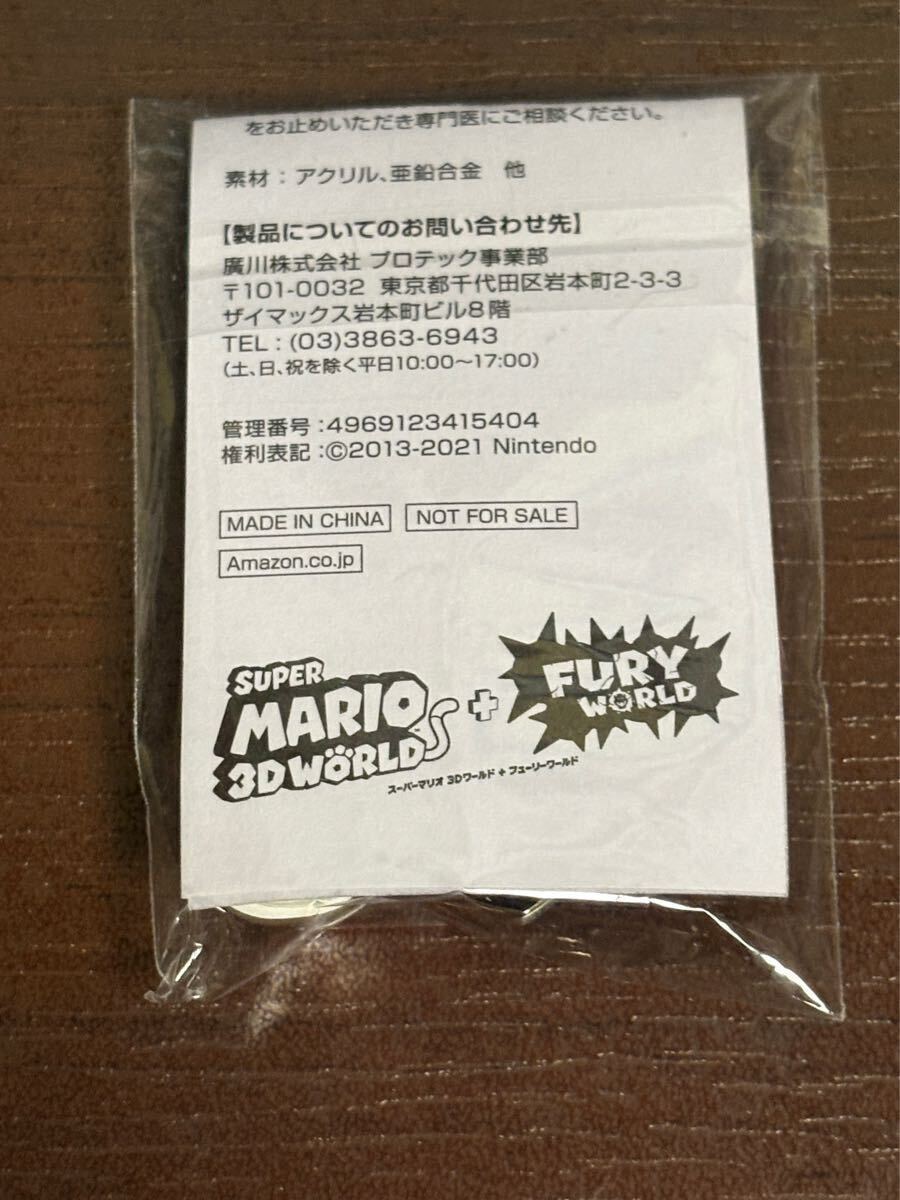 をお止めいただき専門医にご相談ください。
素材：アクリル、亜鉛合金　他
【製品についてのお問い合わせ先】
廣川株式会社 プロテック事業部
〒101-0032 東京都千代田区岩本町2-3-3
ザイマックス岩本町ビル8階
TEL : (03)3863-6943
(土、日、祝を除く平日10:00〜17:00)
管理番号 :4969123415404
権利表記 :©2013-2021 Nintendo
MADE IN CHINA NOT FOR SALE
Amazon.co.jp
SUPER
MARIO
3D WORLD
+
FURY
WORLD
スーパーマリオ 3Dワールド + フューリーワールド